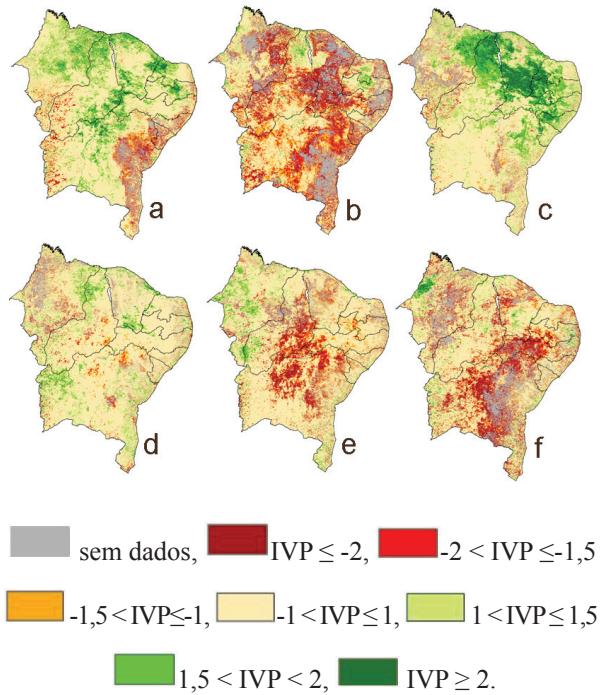 a b c
d e f
sem dados, IVP ≤ -2, -2 < IVP ≤-1,5
-1,5 < IVP≤-1, -1 < IVP ≤ 1, 1 < IVP ≤ 1,5
1,5 < IVP < 2, IVP ≥ 2.